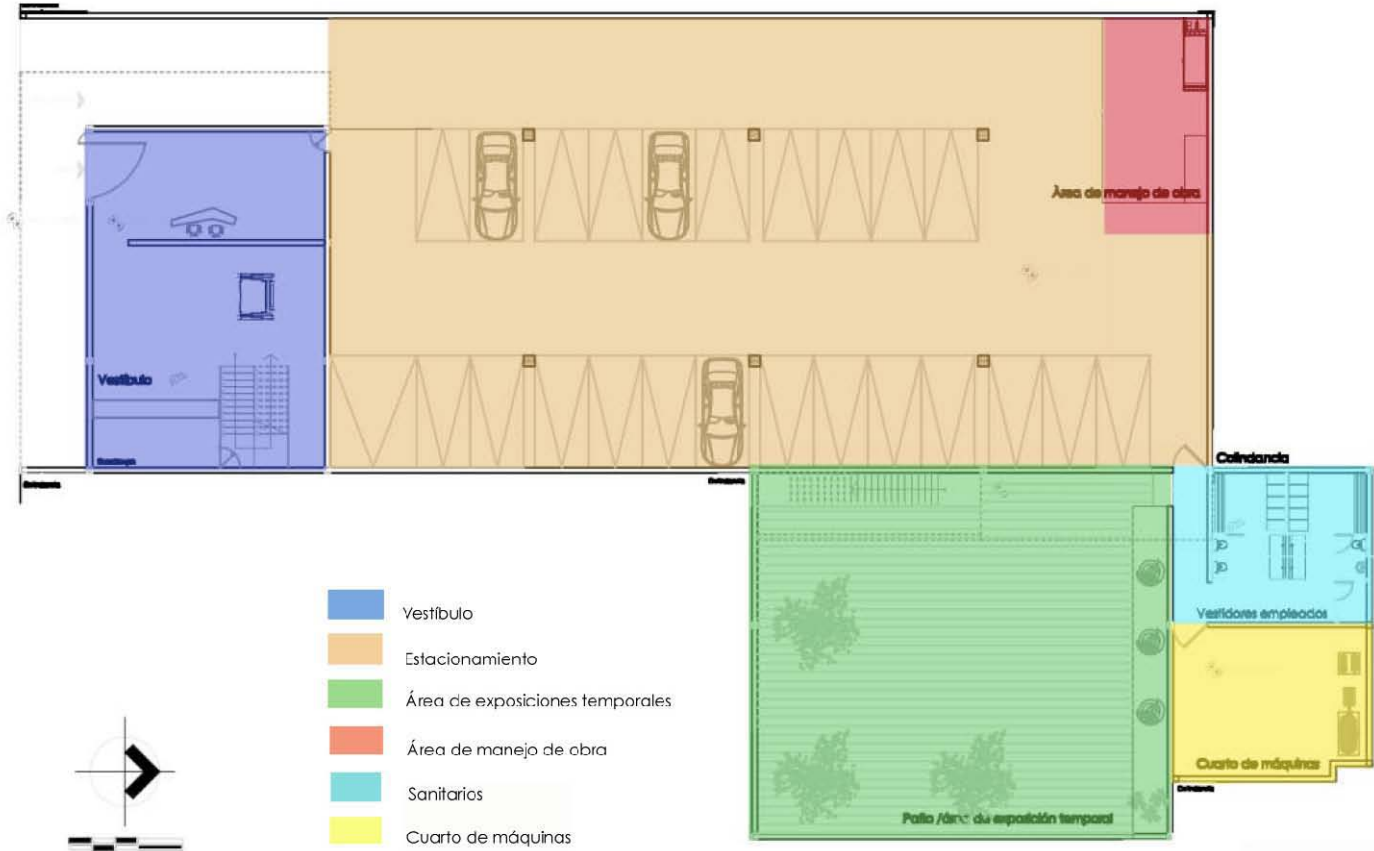 Área de manejo de obra
Vestíbulo
Colindancia
Vestidores empleados
Cuarto de máquinas
Patio /área de exposición temporal
Vestíbulo
Estacionamiento
Área de exposiciones temporales
Área de manejo de obra
Sanitarios
Cuarto de máquinas